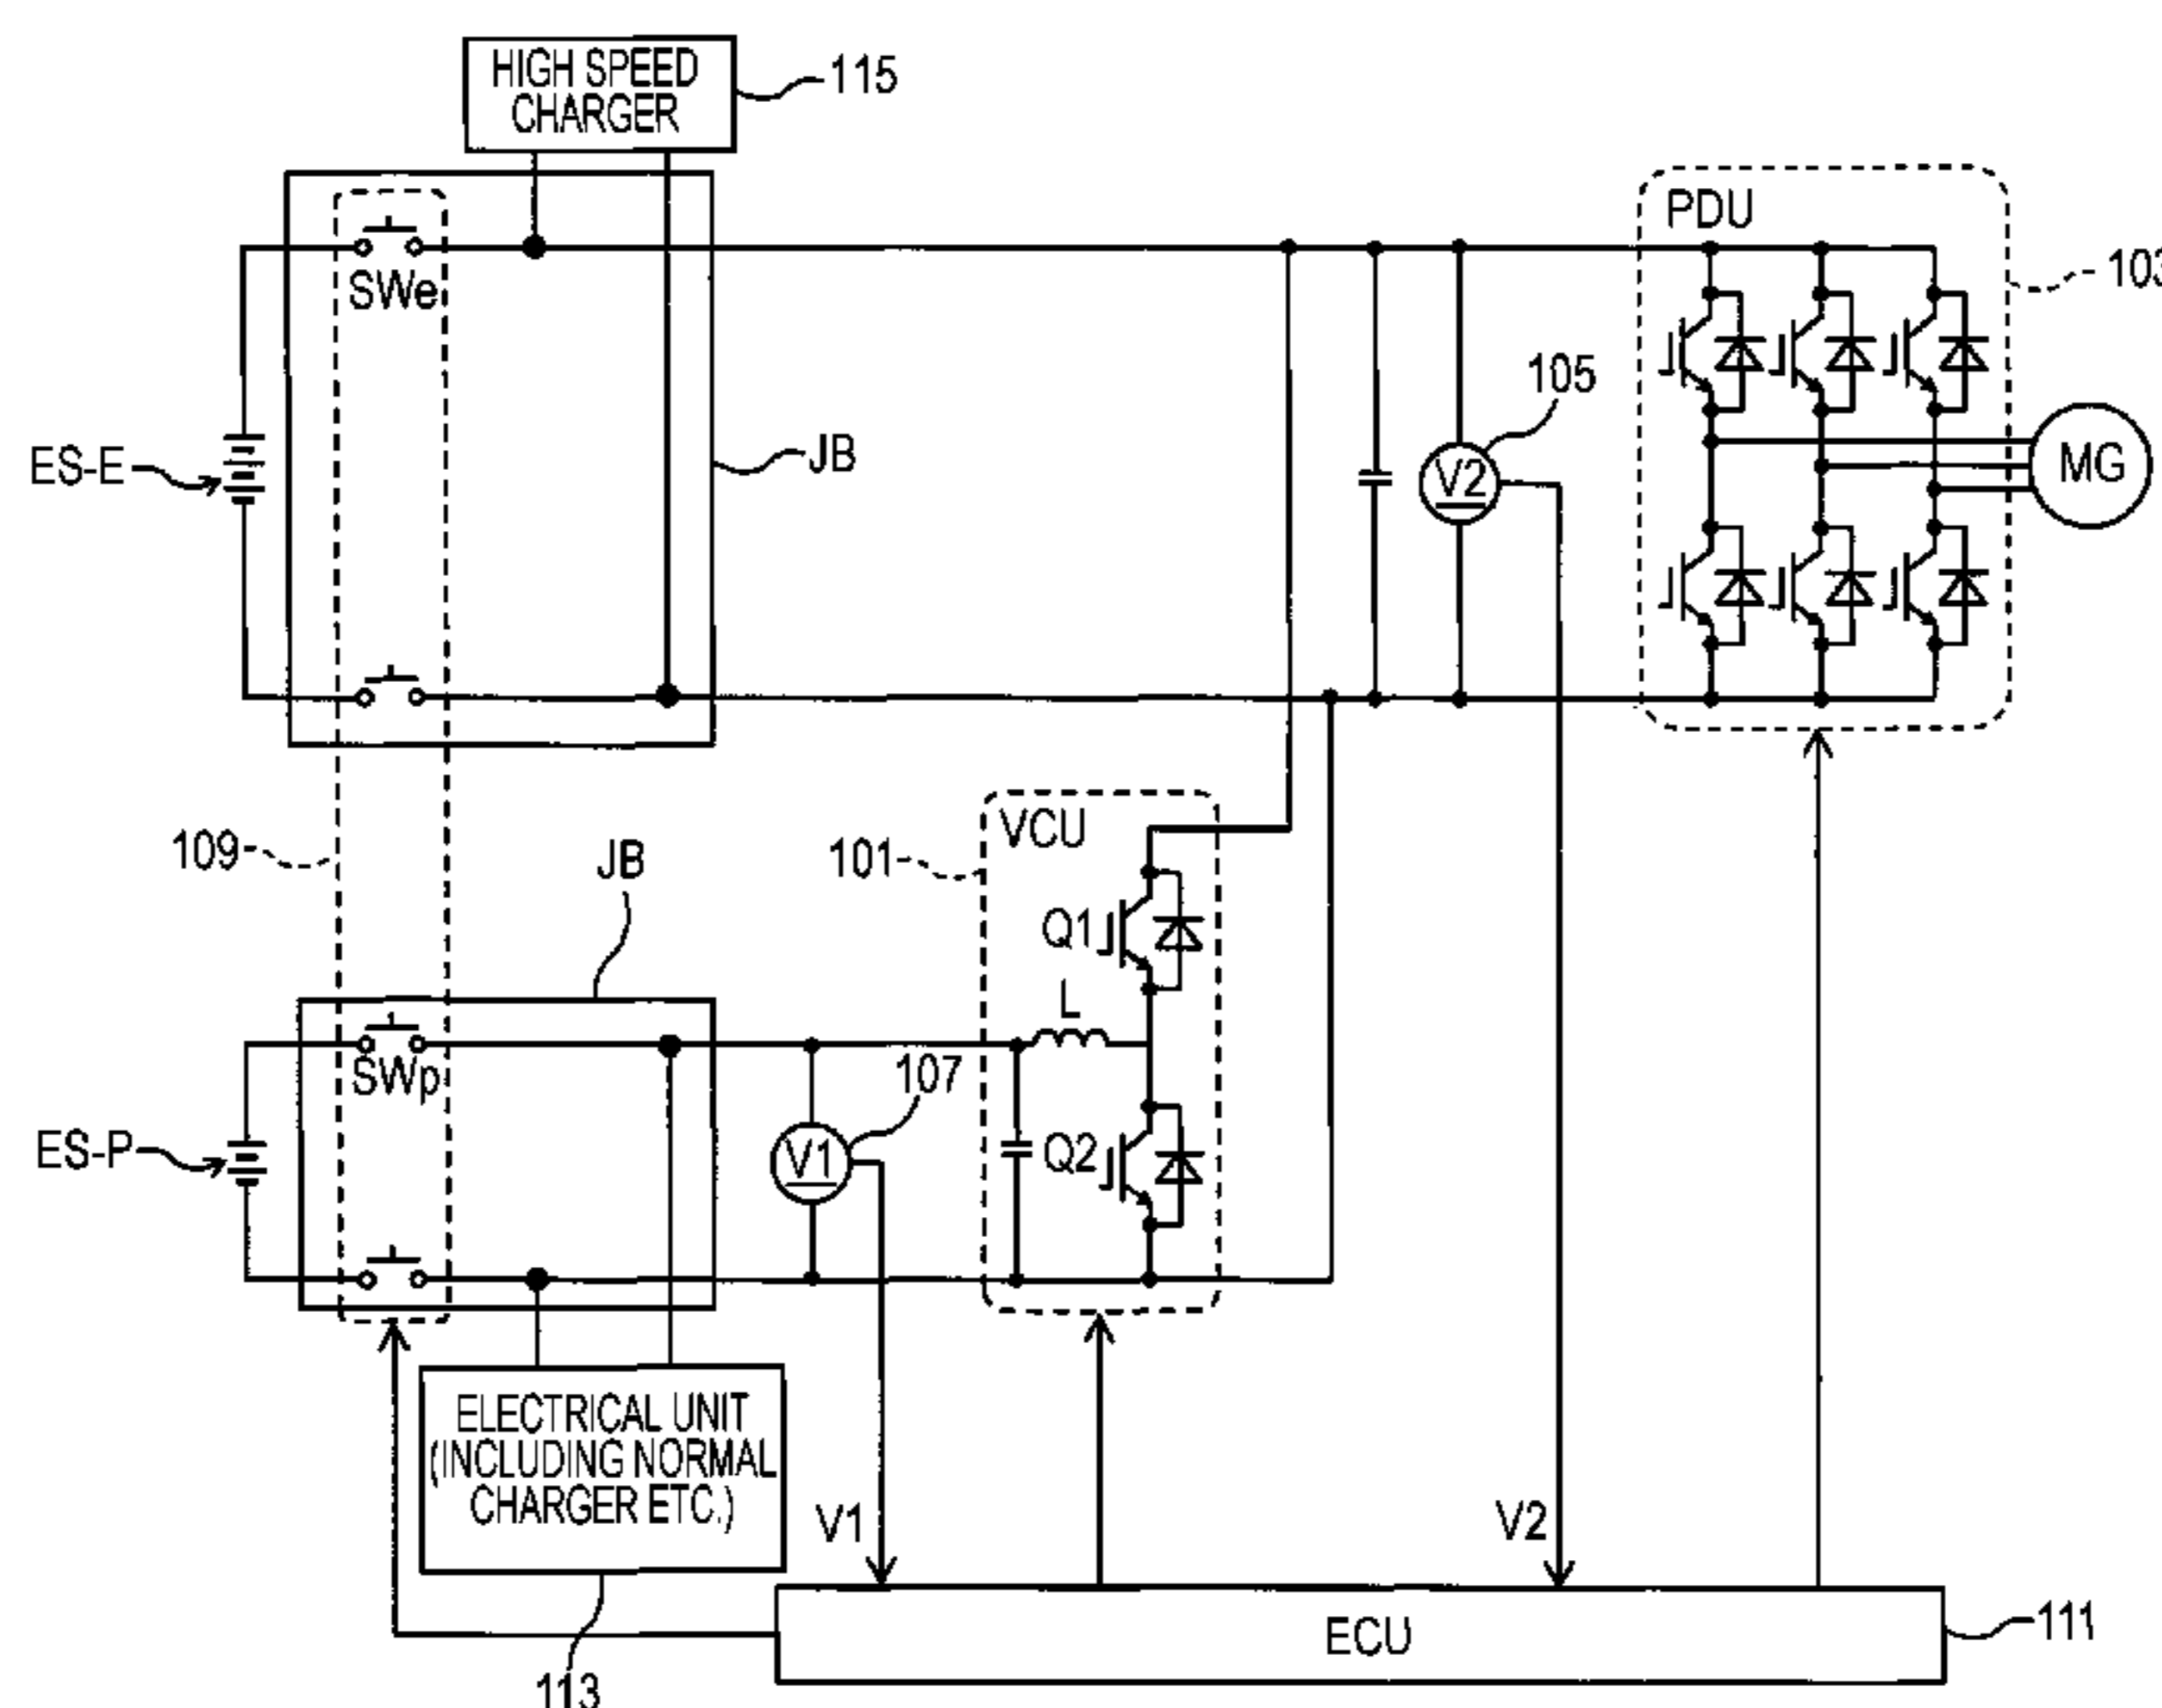 HIGH SPEED
CHARGER
115
PDU
103
SWe
105
ES-E
JB
V2
MG
VCU
109
JB
101
Q1
L
SWp
107
ES-P
V1
Q2
ELECTRICAL UNIT
(INCLUDING NORMAL
CHARGER ETC.)
V1
V2
ECU
111
113